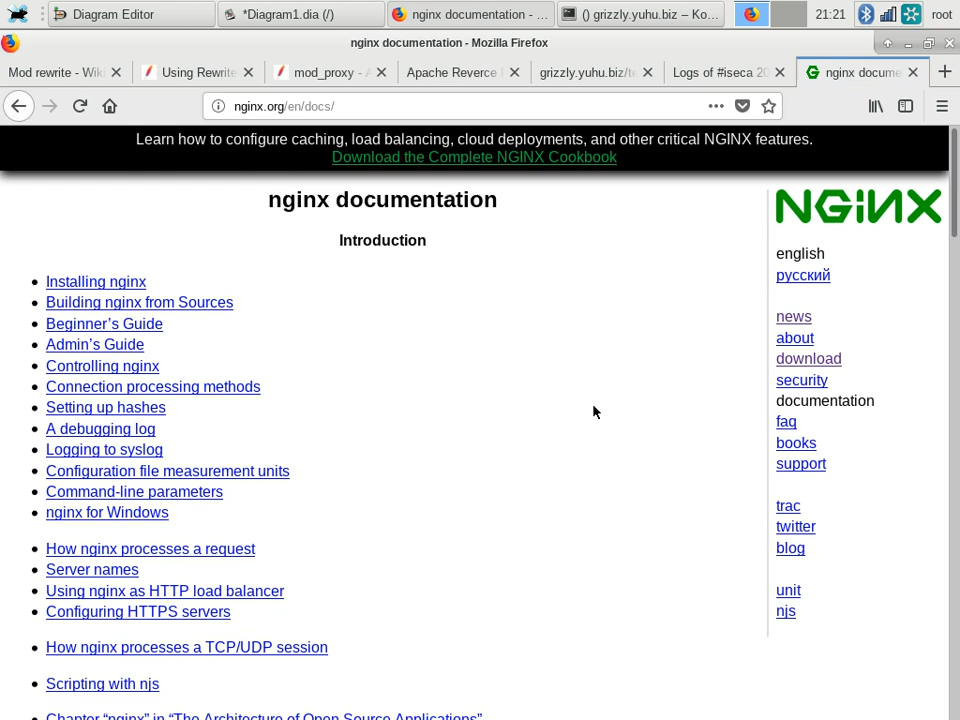 Diagram Editor
*Diagram1.dia (/)
nginx documentation - ...
() grizzly.yuhu.biz – Ko...
21:21
root
nginx documentation - Mozilla Firefox
Mod rewrite - Wiki
Using Rewrite
mod_proxy - A
Apache Reverce
grizzly.yuhu.biz/te
Logs of #iseca 20
nginx docume
nginx.org/en/docs/
Learn how to configure caching, load balancing, cloud deployments, and other critical NGINX features.
Download the Complete NGINX Cookbook
nginx documentation
NGINX
Introduction
english
русский
Installing nginx
Building nginx from Sources
Beginner’s Guide
Admin’s Guide
Controlling nginx
Connection processing methods
Setting up hashes
A debugging log
Logging to syslog
Configuration file measurement units
Command-line parameters
nginx for Windows
How nginx processes a request
Server names
Using nginx as HTTP load balancer
Configuring HTTPS servers
How nginx processes a TCP/UDP session
Scripting with njs
Chapter “nginx” in “The Architecture of Open Source Applications”
news
about
download
security
documentation
faq
books
support
trac
twitter
blog
unit
njs